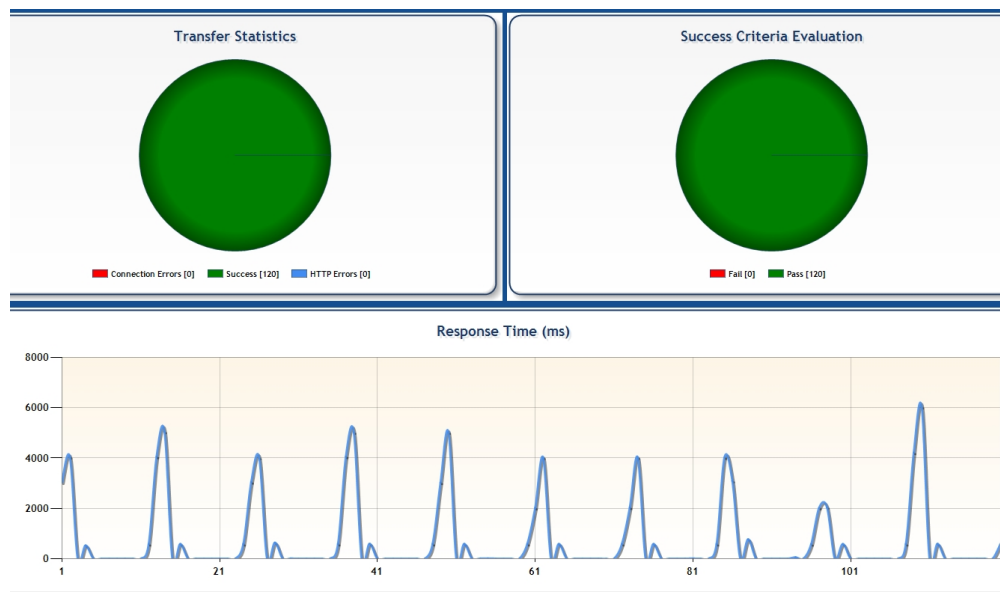 Transfer Statistics
Connection Errors [0] Success [120] HTTP Errors [0]
Success Criteria Evaluation
Fail [0] Pass [120]
Response Time (ms)
8000
6000
4000
2000
0
1 21 41 61 81 101